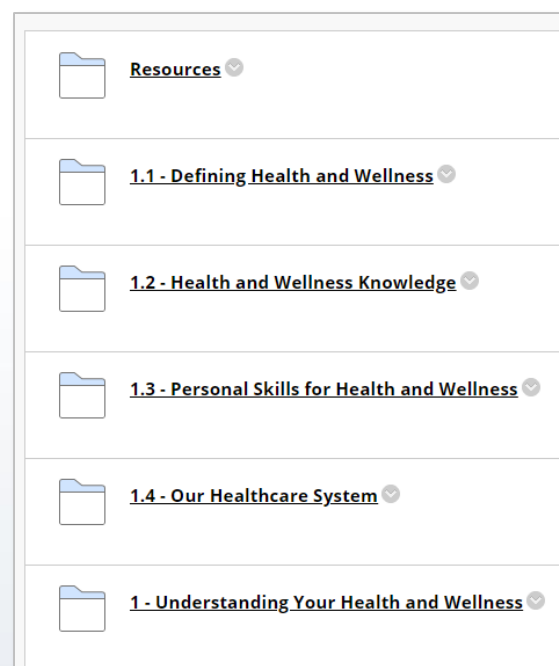 Resources
1.1 - Defining Health and Wellness
1.2 - Health and Wellness Knowledge
1.3 - Personal Skills for Health and Wellness
1.4 - Our Healthcare System
1 - Understanding Your Health and Wellness